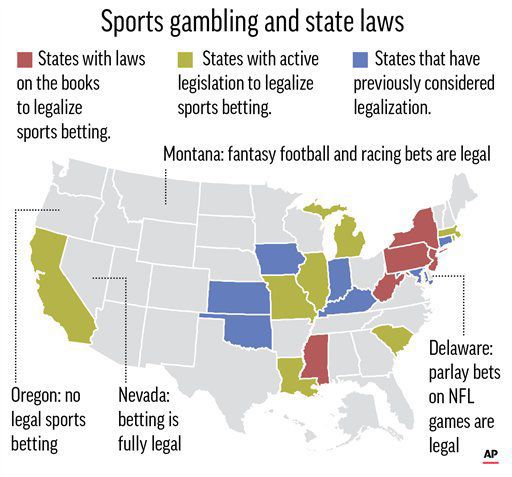 Sports gambling and state laws
States with laws
on the books
to legalize
sports betting.
States with active
legislation to legalize
sports betting.
States that have
previously considered
legalization.
Montana: fantasy football and racing bets are legal
Oregon: no
legal sports
betting
Nevada:
betting is
fully legal
Delaware:
parlay bets
on NFL
games are
legal
AP